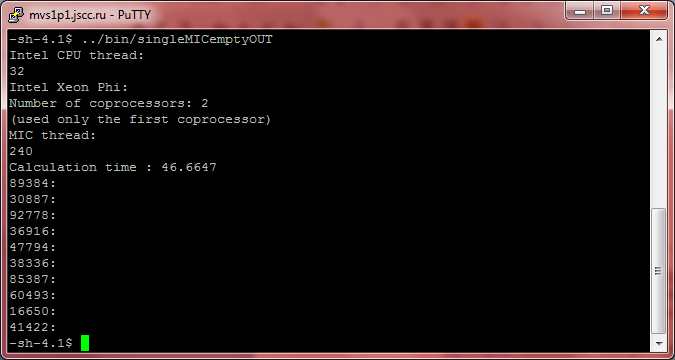 mvs1p1.jscc.ru - PuTTY
-sh-4.1$ ../bin/singleMICemptyOUT
Intel CPU thread:
32
Intel Xeon Phi:
Number of coprocessors: 2
(used only the first coprocessor)
MIC thread:
240
Calculation time : 46.6647
89384:
30887:
92778:
36916:
47794:
38336:
85387:
60493:
16650:
41422:
-sh-4.1$